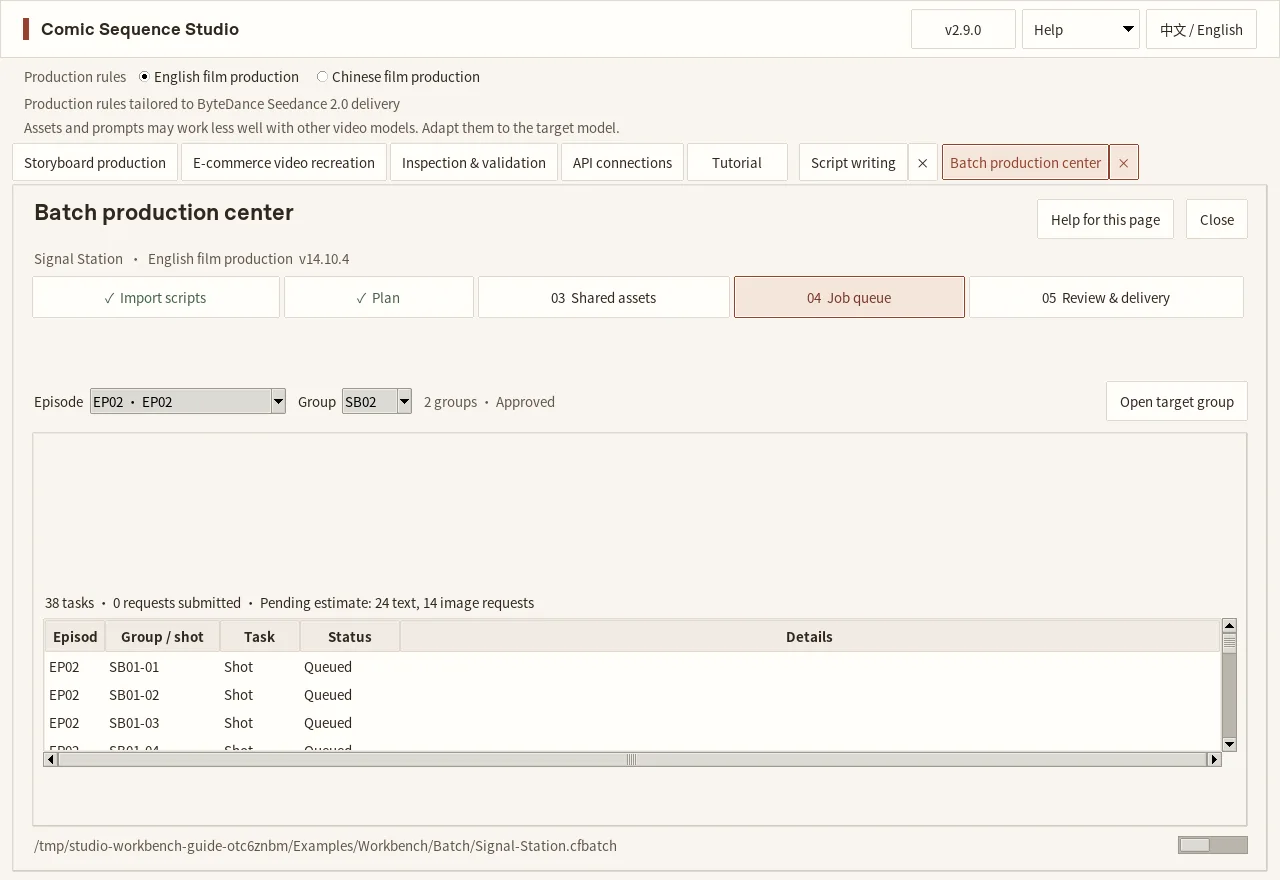 Comic Sequence Studio
v2.9.0
Help
中文 / English
Production rules
English film production
Chinese film production
Production rules tailored to ByteDance Seedance 2.0 delivery
Assets and prompts may work less well with other video models. Adapt them to the target model.
Storyboard production
E-commerce video recreation
Inspection & validation
API connections
Tutorial
Script writing ×
Batch production center ×
Batch production center
Help for this page
Close
Signal Station · English film production v14.10.4
✓ Import scripts
✓ Plan
03 Shared assets
04 Job queue
05 Review & delivery
Episode EP02 · EP02
Group SB02
2 groups · Approved
Open target group
38 tasks · 0 requests submitted · Pending estimate: 24 text, 14 image requests
Episod Group / shot Task Status Details
EP02 SB01-01 Shot Queued
EP02 SB01-02 Shot Queued
EP02 SB01-03 Shot Queued
EP02 SB01-04 Shot Queued
/tmp/studio-workbench-guide-otc6znbm/Examples/Workbench/Batch/Signal-Station.cfbatch